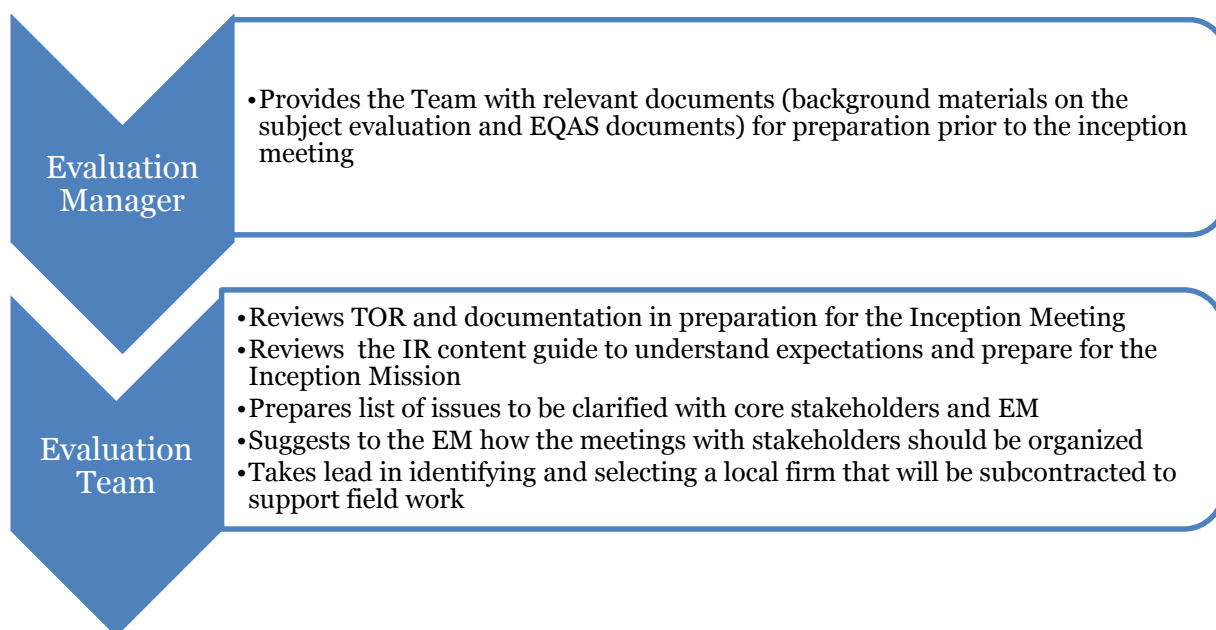 Evaluation
Manager
•Provides the Team with relevant documents (background materials on the
subject evaluation and EQAS documents) for preparation prior to the inception
meeting
Evaluation
Team
•Reviews TOR and documentation in preparation for the Inception Meeting
•Reviews  the IR content guide to understand expectations and prepare for the
Inception Mission
•Prepares list of issues to be clarified with core stakeholders and EM
•Suggests to the EM how the meetings with stakeholders should be organized
•Takes lead in identifying and selecting a local firm that will be subcontracted to
support field work